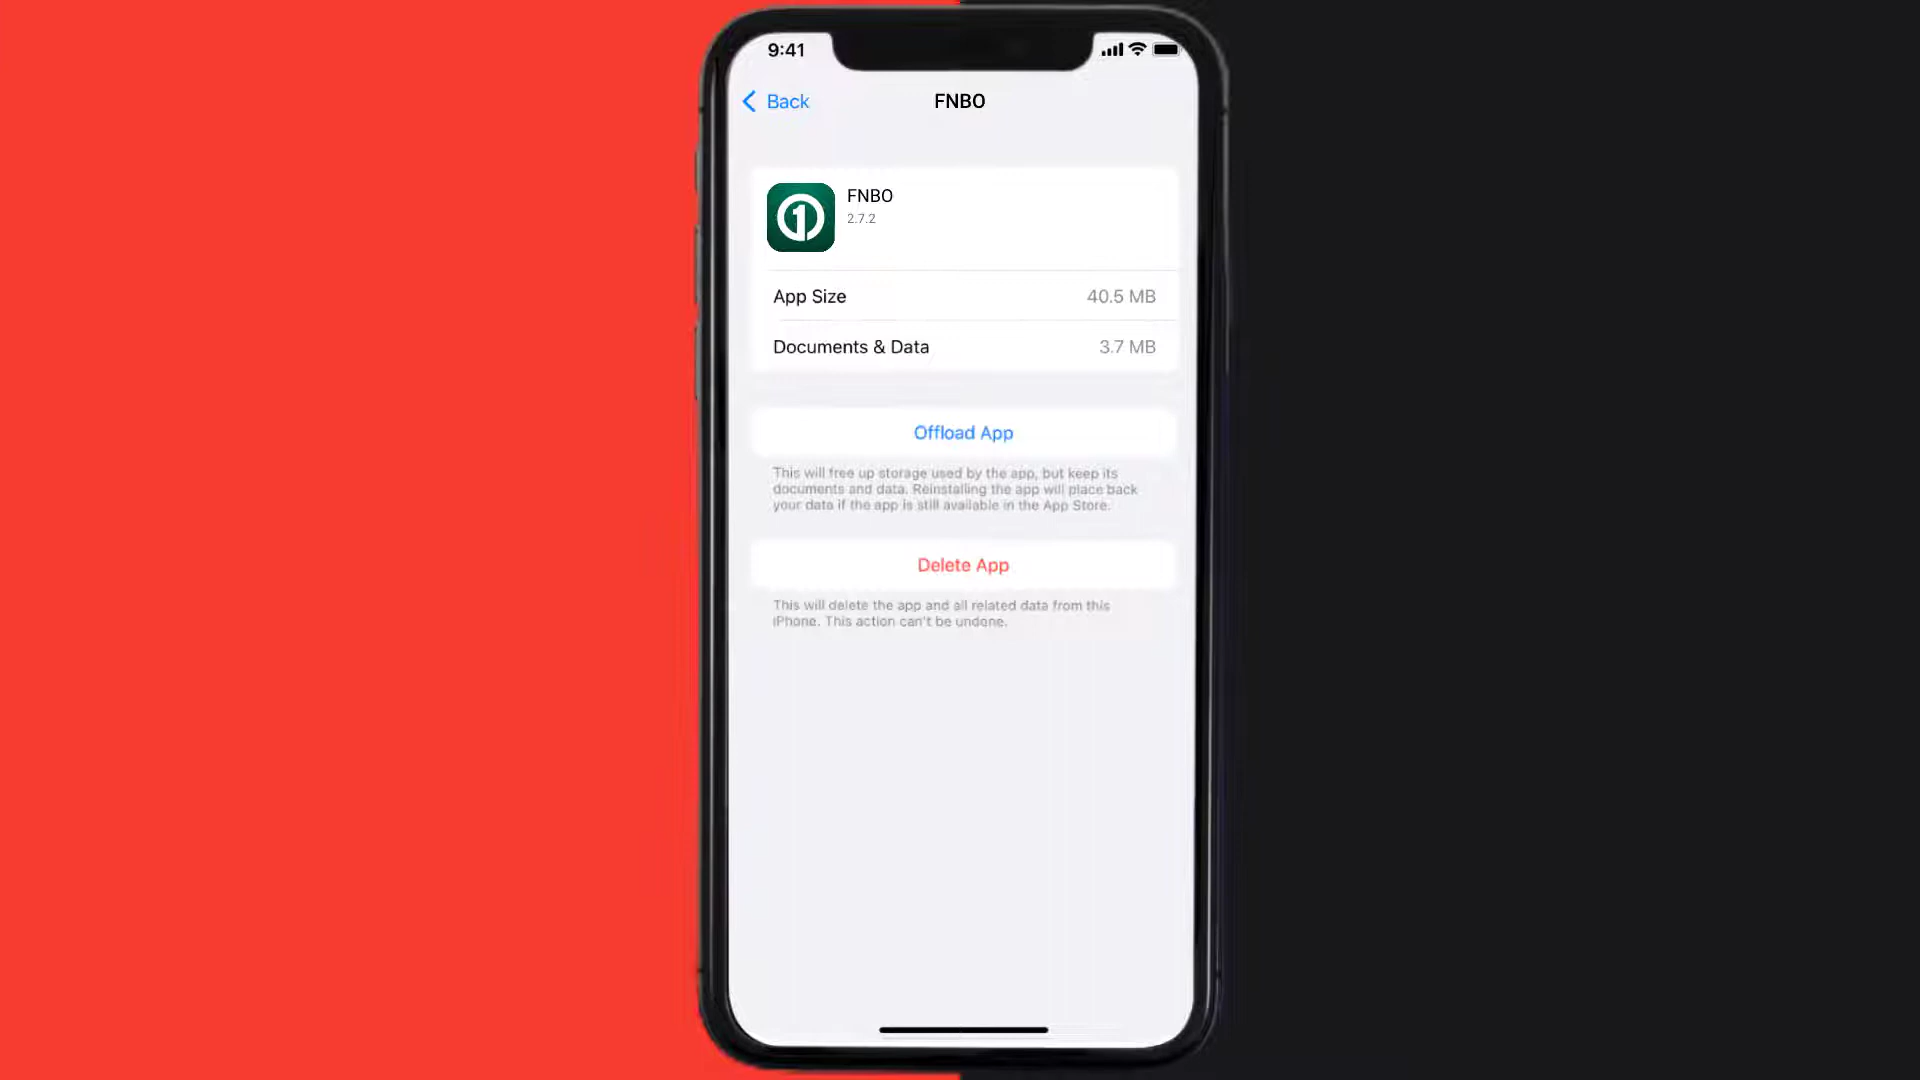 9:41
Back
FNBO
FNBO
2.7.2
App Size
40.5 MB
Documents & Data
3.7 MB
Offload App
This will free up storage used by the app, but keep its
documents and data. Reinstalling the app will place back
your data if the app is still available in the App Store.
Delete App
This will delete the app and all related data from this
iPhone. This action can't be undone.